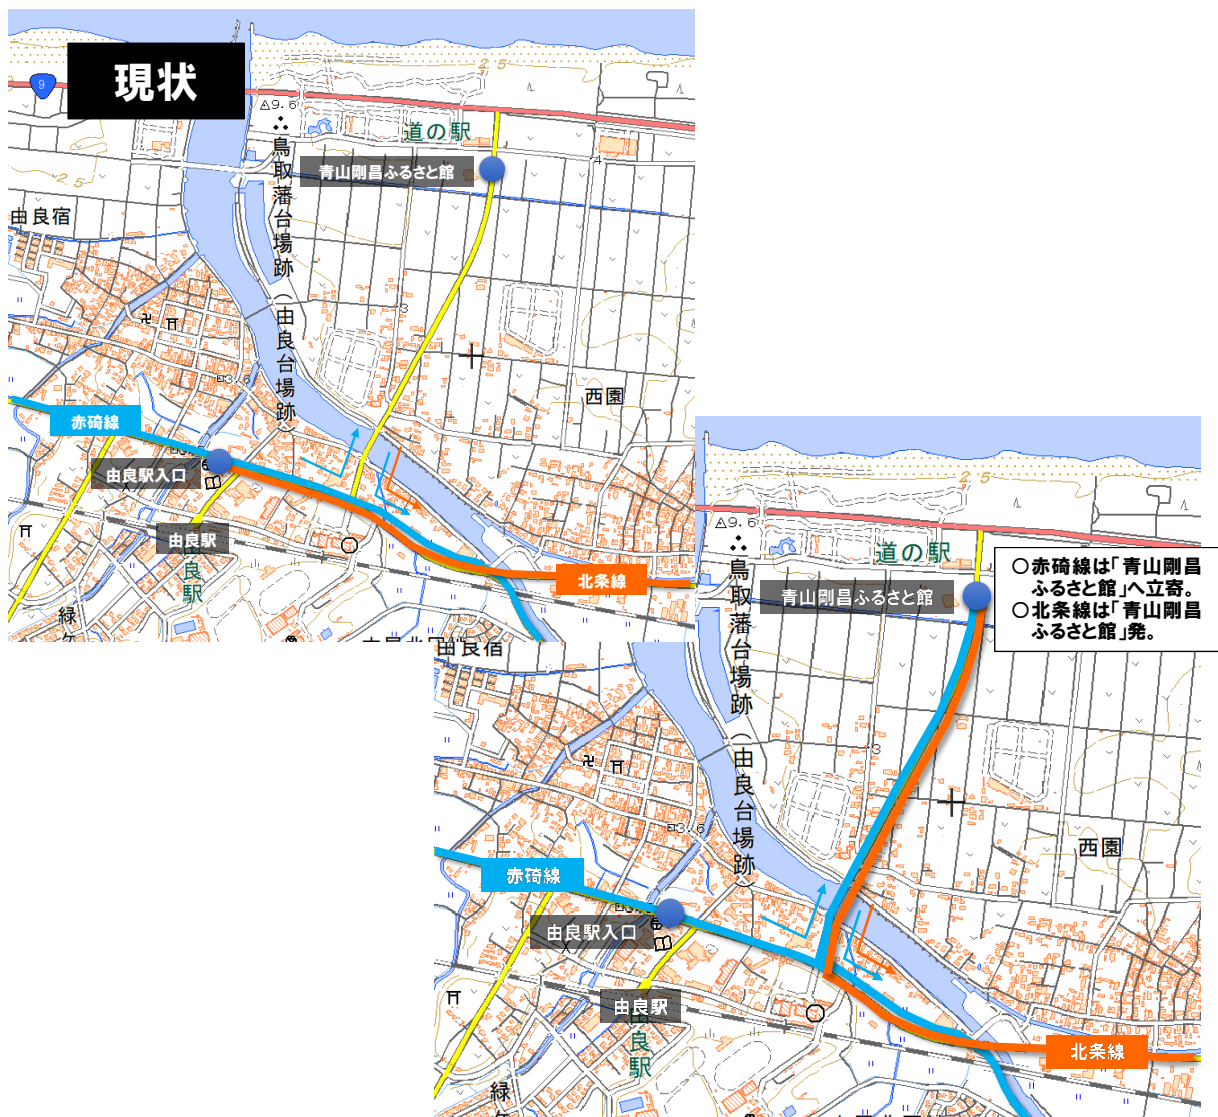 現状
9
25
△9.6
道の駅
鳥取藩台場跡(由良台場跡)
青山剛昌ふるさと館
4
25
由良宿
3
3.6
西園
赤碕線
由良駅入口
由良駅
良駅
北条線
緑
25
△9.6
道の駅
鳥取藩台場跡(由良台場跡)
青山剛昌ふるさと館
○赤碕線は「青山剛昌
ふるさと館」へ立寄。
○北条線は「青山剛昌
ふるさと館」発。
由良宿
3
3.6
西園
赤碕線
由良駅入口
由良駅
良駅
北条線
緑